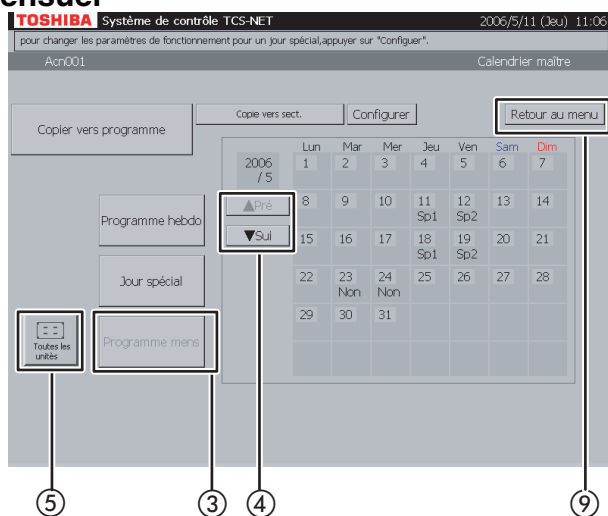 ensuel
TOSHIBA Système de contrôle TCS-NET 2006/5/11 (Jeu) 11:06
pour changer les paramètres de fonctionnement pour un jour spécial,appuyer sur "Configuer".
Acn001 Calendrier maître
Copier vers programme Copie vers sect. Configurer Retour au menu
Lun Mar Mer Jeu Ven Sam Dim
2006 / 5 1 2 3 4 5 6 7
▲Pré 8 9 10 11 12 13 14
Sp1 Sp2
Programme hebdo
▼Sui 15 16 17 18 19 20 21
Sp1 Sp2
Jour spécial 22 23 24 25 26 27 28
Non Non
29 30 31
Toutes les unitès Programme mens
⑤ ③ ④ ⑨